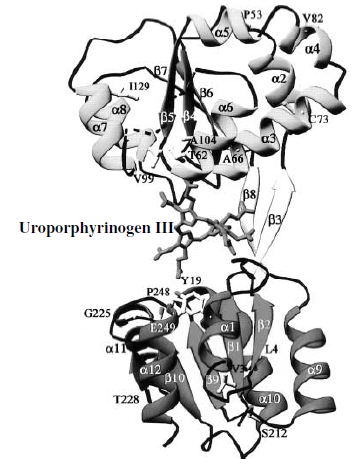 P53
V82
α5
α4
β7
α2
I129
β6
α8
α6
α7
β5
β4
C73
A104
α3
T62
A66
V99
β8
β3
Uroporphyrinogen III
Y19
P248
G225
E249
α1
β2
α11
β1
L4
α12
β10
β9
α9
T228
α10
S212